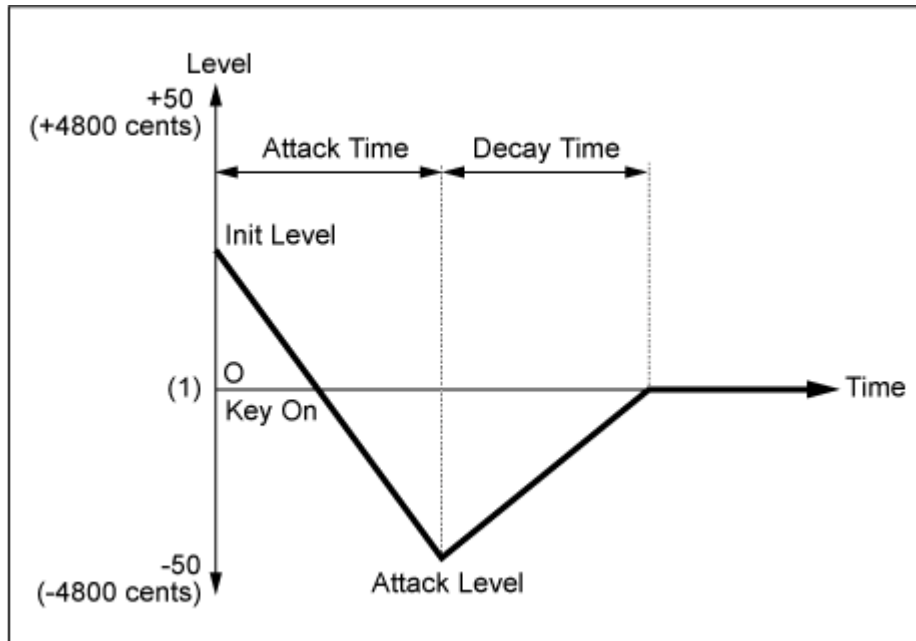 Level
+50
(+4800 cents)
Attack Time
Decay Time
Init Level
O
(1)
Key On
Time
-50
(-4800 cents)
Attack Level